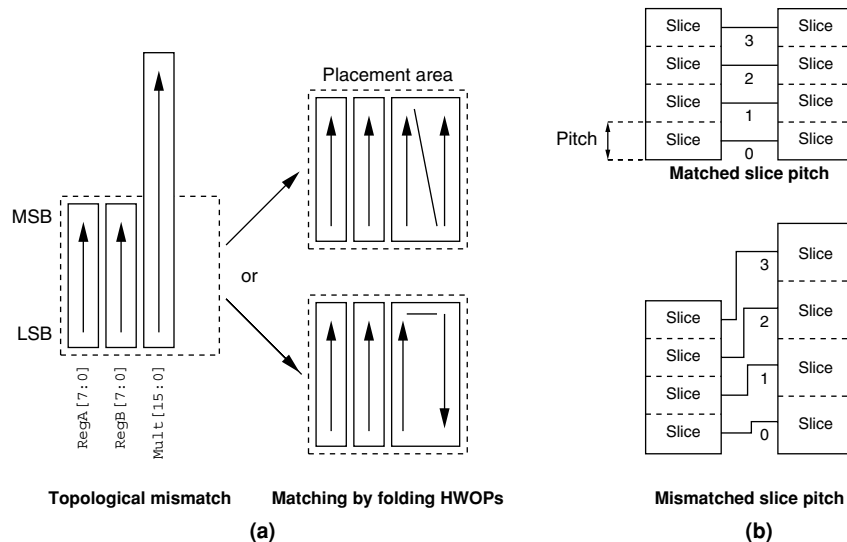 Placement area
MSB
LSB
or
RegA[7:0]
RegB[7:0]
Mult[15:0]
Topological mismatch
Matching by folding HWOPs
(a)
Slice
Slice
3
Slice
Slice
2
Slice
Slice
1
Pitch
Slice
Slice
0
Matched slice pitch
Slice
3
Slice
Slice
2
Slice
Slice
1
Slice
Slice
Slice
0
Mismatched slice pitch
(b)